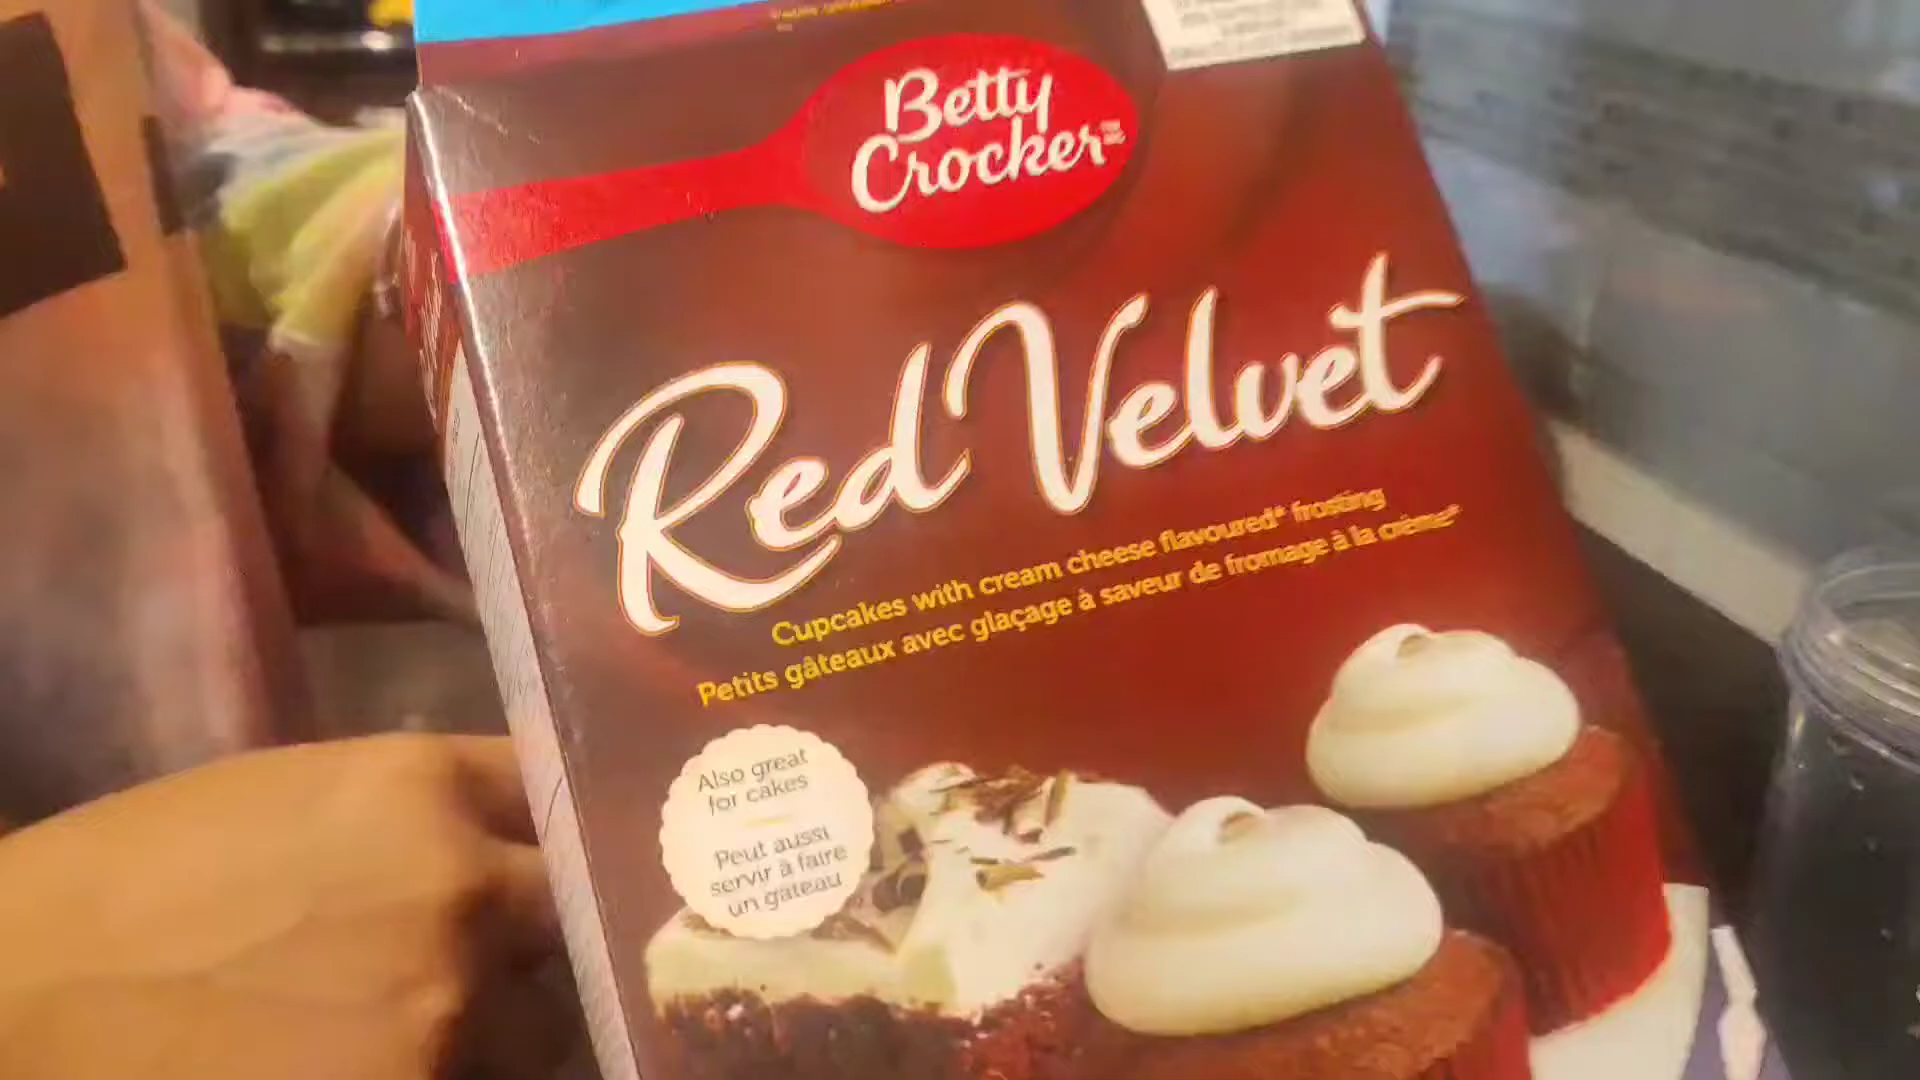 Betty
Crocker™
Red Velvet
Cupcakes with cream cheese flavoured* frosting
Petits gâteaux avec glaçage à saveur de fromage à la crème*
Also great
for cakes
Peut aussi
servir à faire
un gâteau